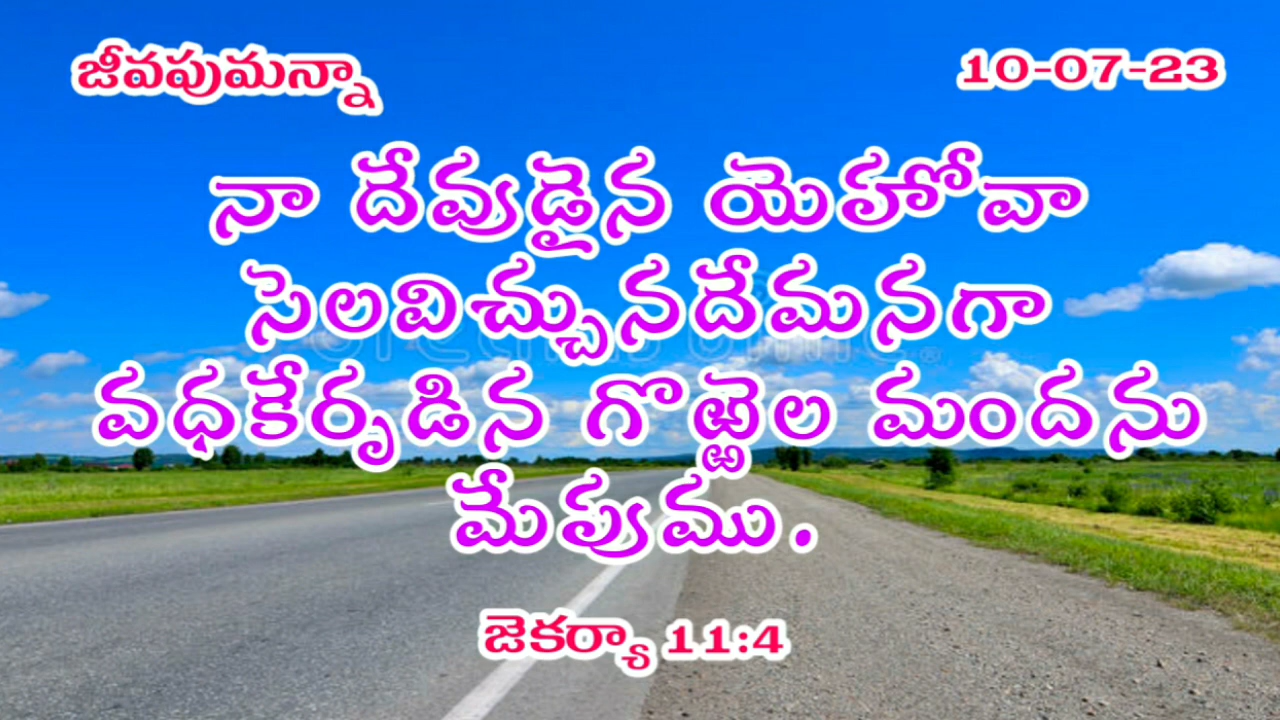 జీవపుమన్నా
10-07-23
నా దేవుడైన యెహోవా
సెలవిచ్చునదేమనగా
వధకేర్పడిన గొఱ్ఱెల మందను
మేపుము.
జెకర్యా 11:4